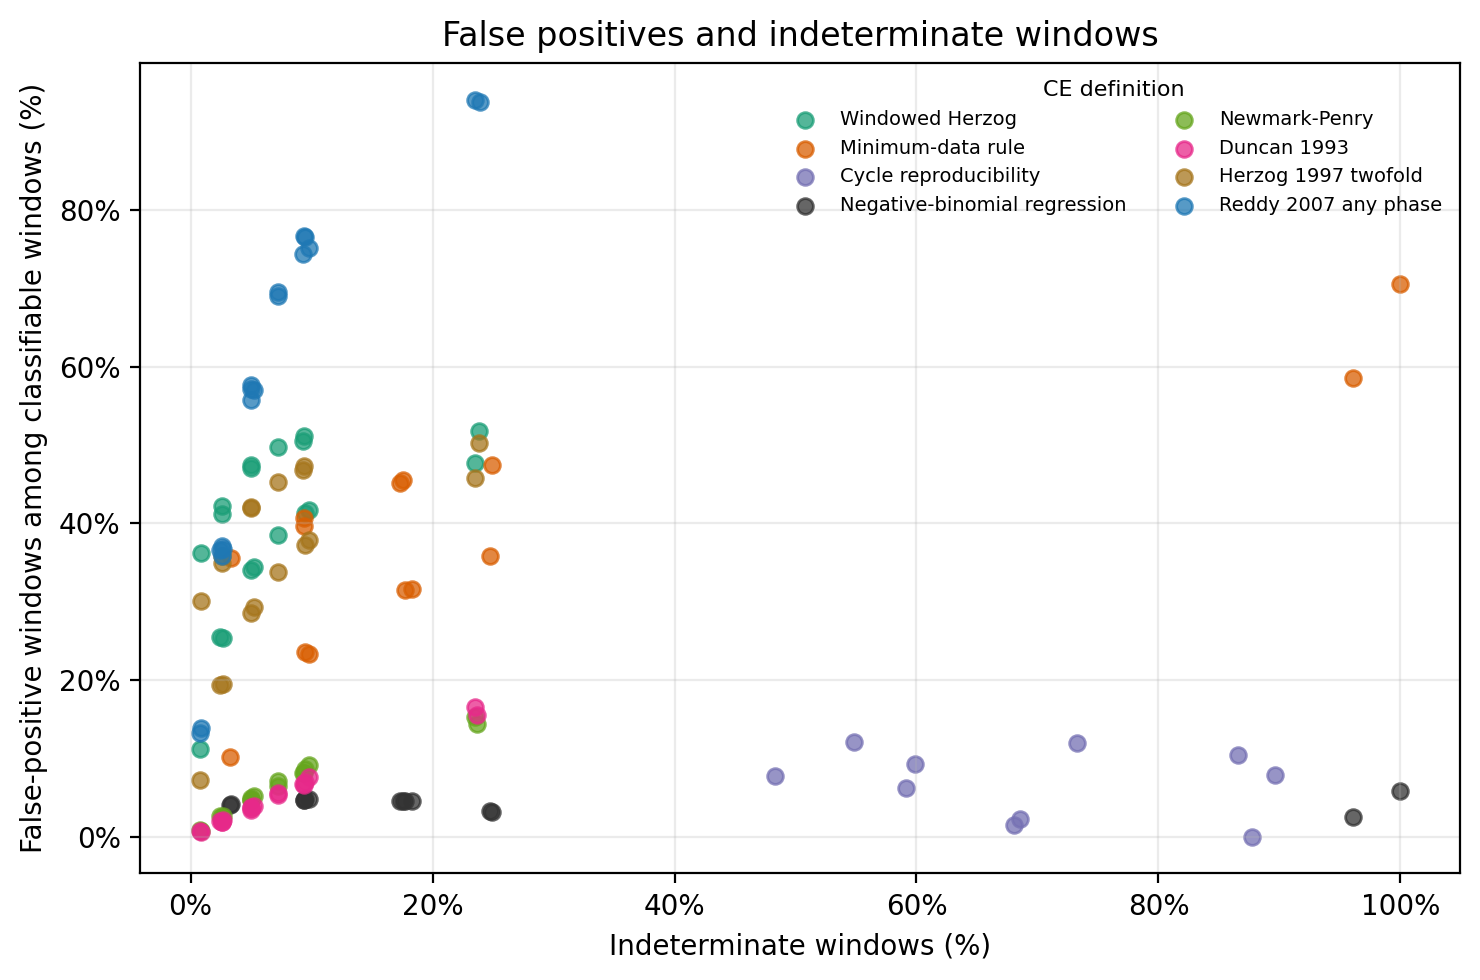 False positives and indeterminate windows
False-positive windows among classifiable windows (%)
CE definition
Windowed Herzog
Minimum-data rule
Cycle reproducibility
Negative-binomial regression
Newmark-Penry
Duncan 1993
Herzog 1997 twofold
Reddy 2007 any phase
80%
60%
40%
20%
0%
0% 20% 40% 60% 80% 100%
Indeterminate windows (%)